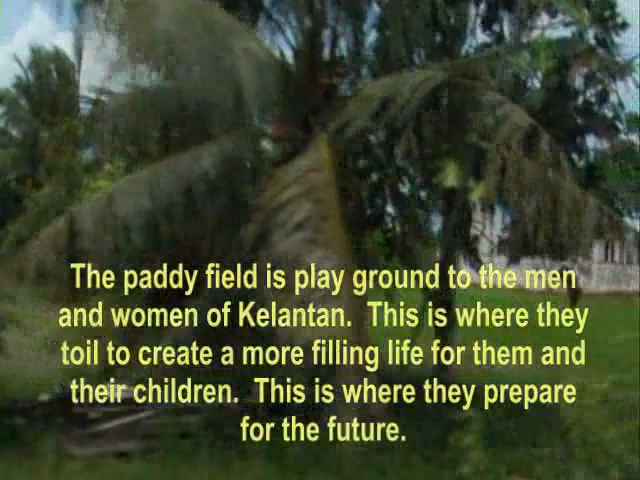 The paddy field is play ground to the men
and women of Kelantan.  This is where they
toil to create a more filling life for them and
their children.  This is where they prepare
for the future.